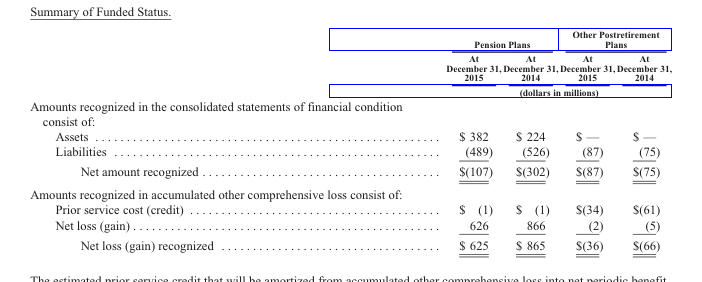 Summary of Funded Status.
Other Postretirement
Pension Plans Plans
At At At At
December 31, December 31, December 31, December 31,
2015 2014 2015 2014
(dollars in millions)
Amounts recognized in the consolidated statements of financial condition
consist of:
Assets $ 382 $ 224 $ — $ —
Liabilities (489) (526) (87) (75)
Net amount recognized $(107) $(302) $(87) $(75)
Amounts recognized in accumulated other comprehensive loss consist of:
Prior service cost (credit) $ (1) $ (1) $(34) $(61)
Net loss (gain) 626 866 (2) (5)
Net loss (gain) recognized $ 625 $ 865 $(36) $(66)
The estimated prior service credit that will be amortized from accumulated other comprehensive loss into net periodic benefit